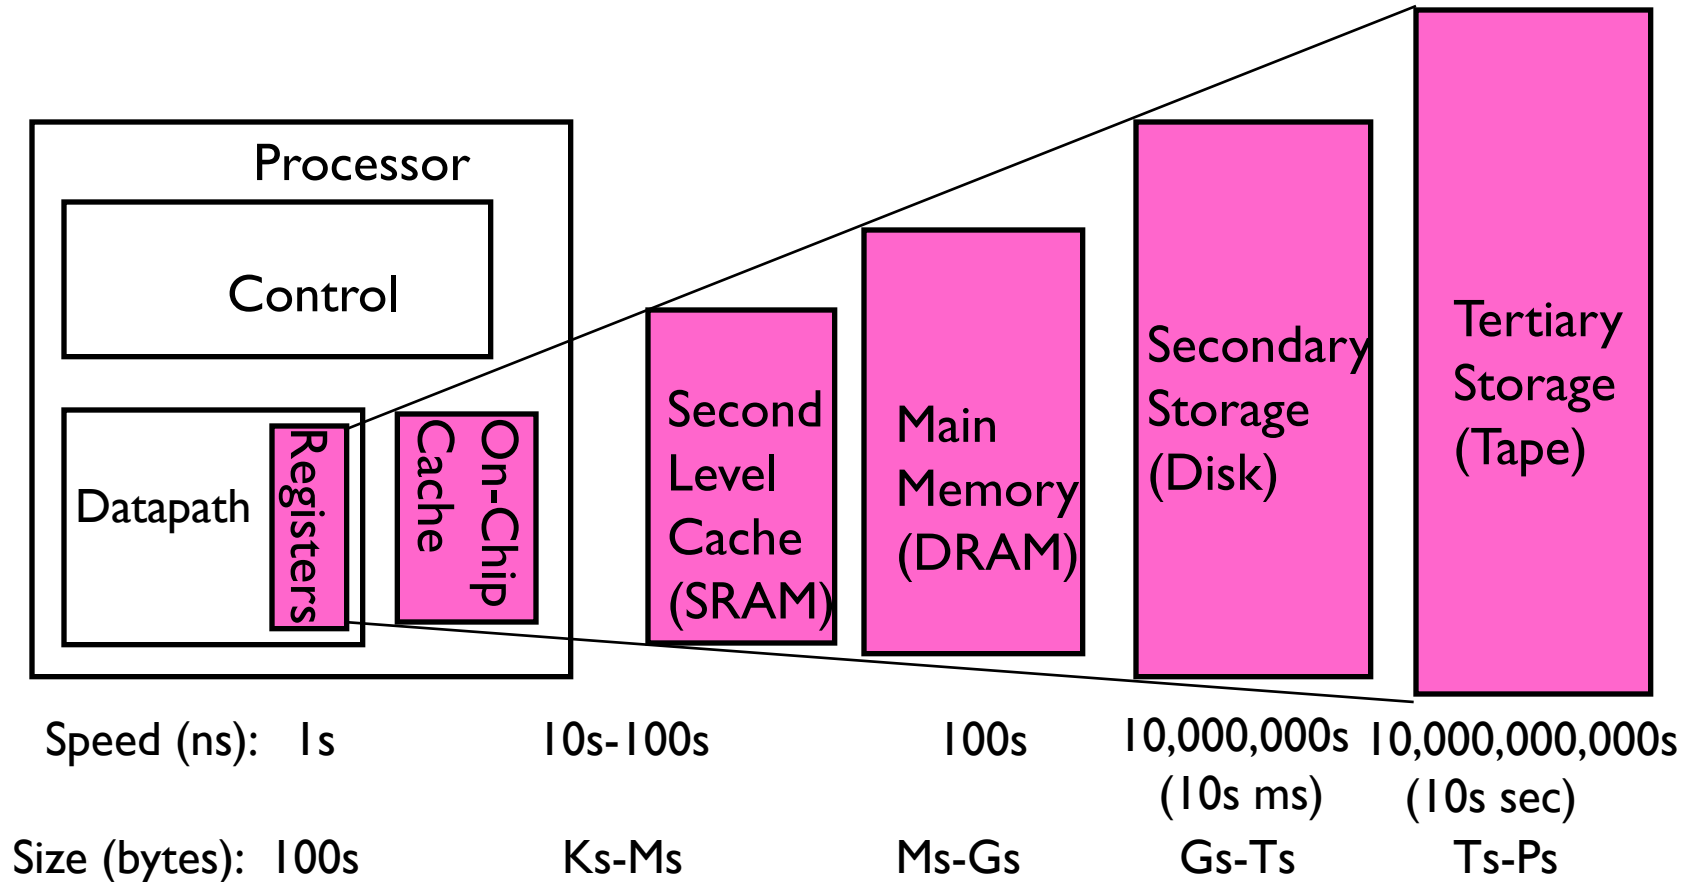 Processor
Control
Datapath
Registers
On-Chip
Cache
Second
Level
Cache
(SRAM)
Main
Memory
(DRAM)
Secondary
Storage
(Disk)
Tertiary
Storage
(Tape)
Speed (ns): 1s 10s-100s 100s 10,000,000s 10,000,000,000s
(10s ms) (10s sec)
Size (bytes): 100s Ks-Ms Ms-Gs Gs-Ts Ts-Ps